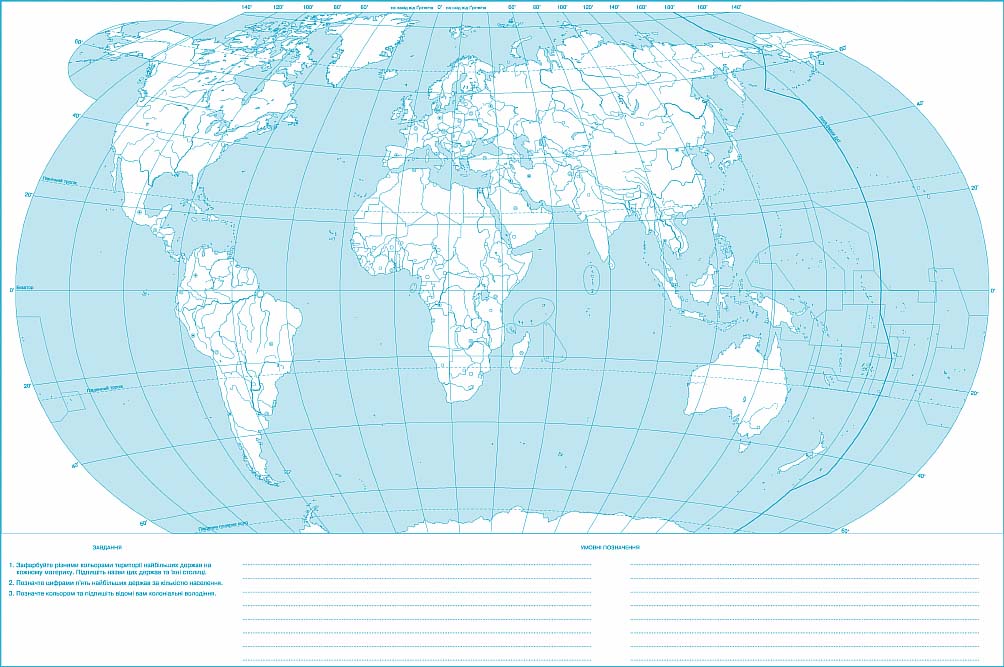 140° 120° 100° 80° 60° на захід від Гринвіча 0° на схід від Гринвіча 60° 80° 100° 120° 140° 160° 180° 160° 140°
60° 60°
40° 40°
Північний тропік
20° 20°
0° Екватор 0°
20° Південний тропік 20°
40° 40°
60° Південне полярне коло 60°
ЗАВДАННЯ
1. Зафарбуйте різними кольорами території найбільших держав на
кожному материку. Підпишіть назви цих держав та їхні столиці.
2. Позначте цифрами п'ять найбільших держав за кількістю населення.
3. Позначте кольором та підпишіть відомі вам колоніальні володіння.
УМОВНІ ПОЗНАЧЕННЯ